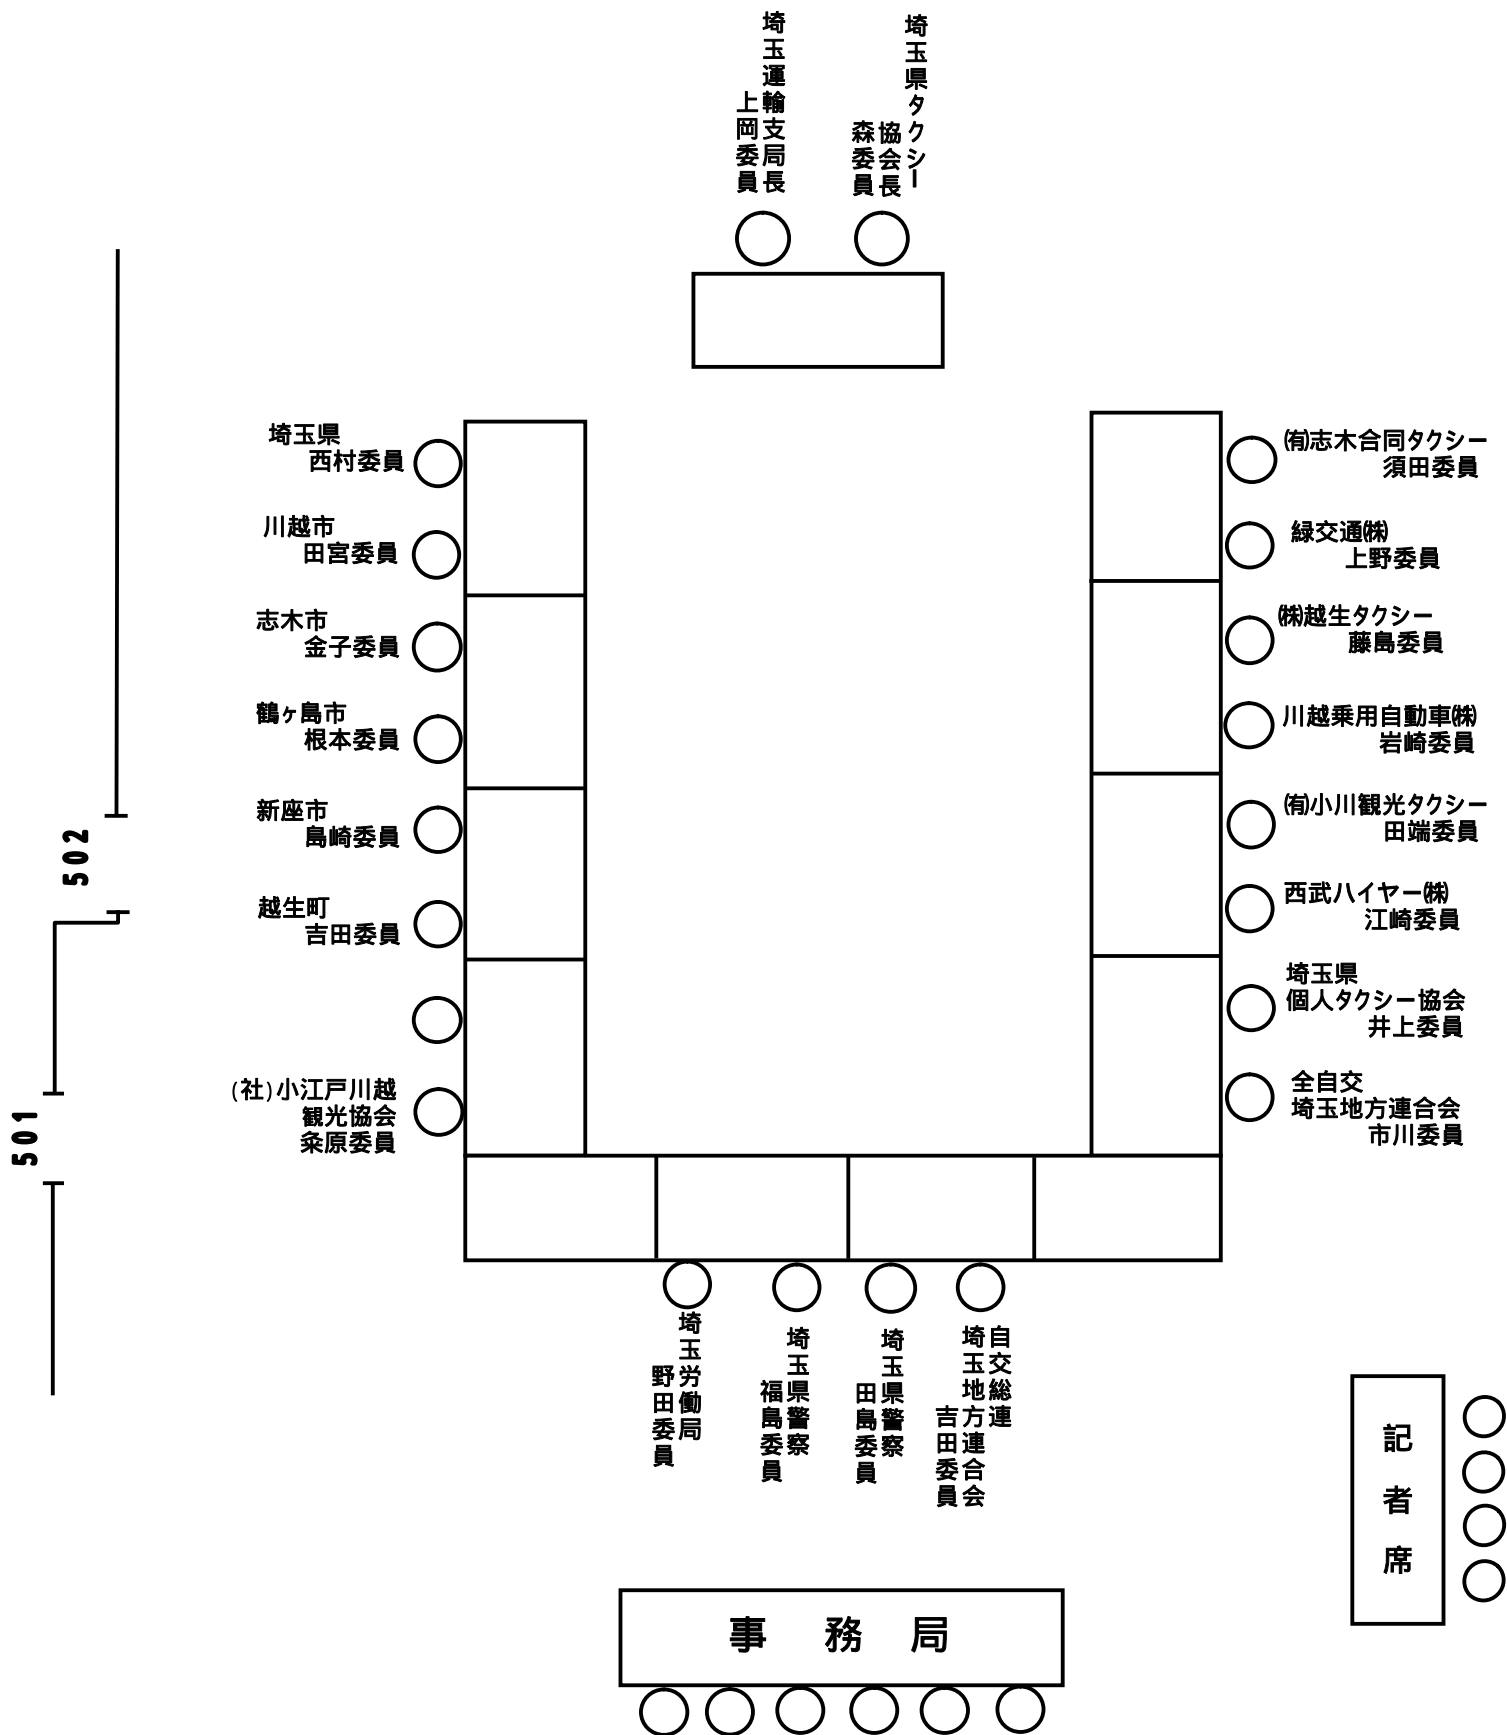 埼玉県タクシー
協会長
森委員
埼玉運輸支局長
上岡委員
埼玉県
西村委員
川越市
田宮委員
志木市
金子委員
鶴ヶ島市
根本委員
新座市
島崎委員
越生町
吉田委員
(社)小江戸川越
観光協会
粂原委員
㈲志木合同タクシー
須田委員
緑交通㈱
上野委員
㈱越生タクシー
藤島委員
川越乗用自動車㈱
岩崎委員
㈲小川観光タクシー
田端委員
西武ハイヤー㈱
江崎委員
埼玉県
個人タクシー協会
井上委員
全自交
埼玉地方連合会
市川委員
502
501
自交総連
埼玉地方連合会
吉田委員
埼玉県警察
田島委員
埼玉県警察
福島委員
埼玉労働局
野田委員
記者席
事務局